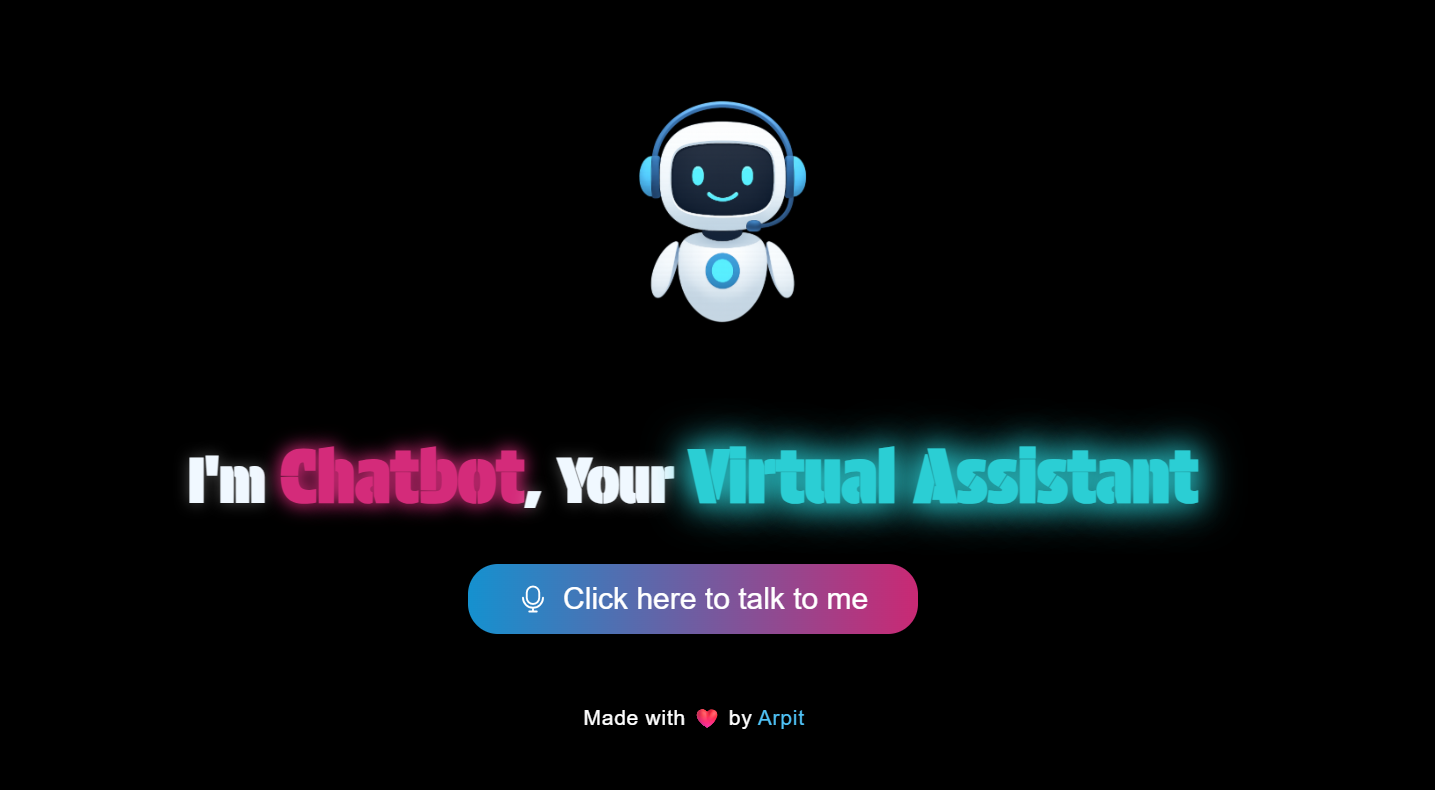 I'm Chatbot, Your Virtual Assistant
Click here to talk to me
Made with ❤️ by Arpit